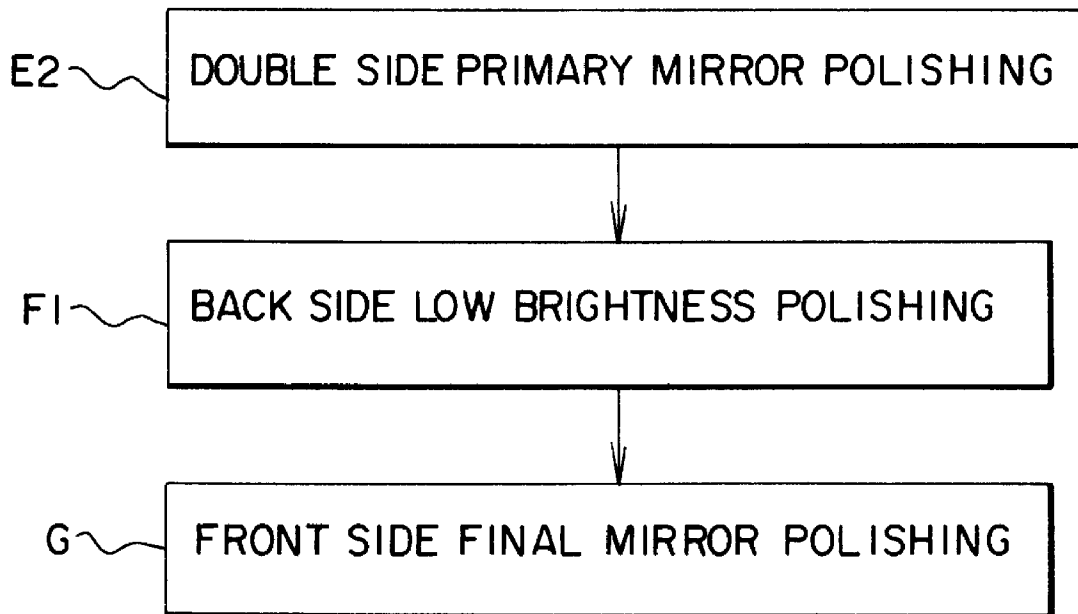 E2 DOUBLE SIDE PRIMARY MIRROR POLISHING
F1 BACK SIDE LOW BRIGHTNESS POLISHING
G FRONT SIDE FINAL MIRROR POLISHING